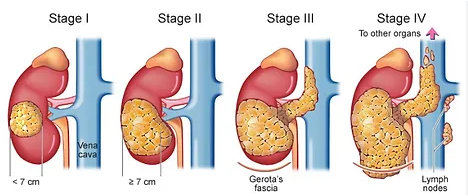 Stage I
Stage II
Stage III
Stage IV
To other organs
Vena
cava
< 7 cm
≥ 7 cm
Gerota's
fascia
Lymph
nodes